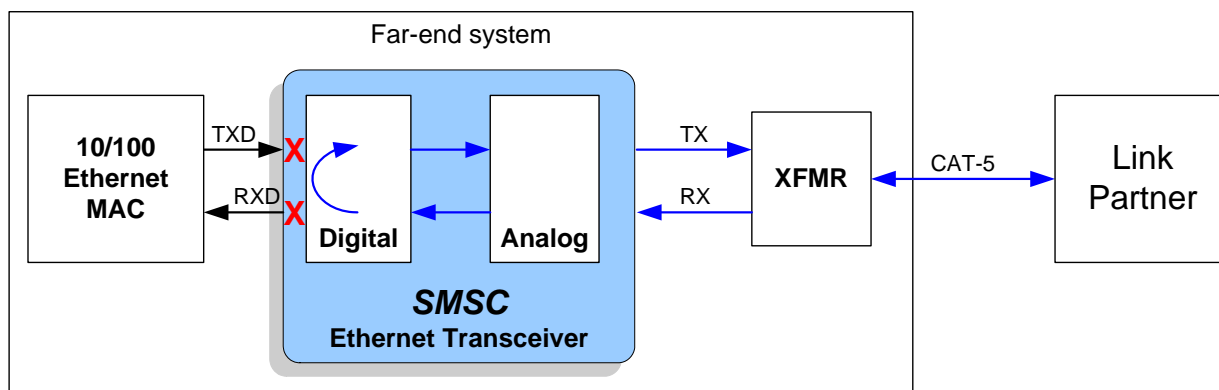 Far-end system
10/100
Ethernet
MAC
TXD
RXD
X
X
Digital
Analog
SMSC
Ethernet Transceiver
TX
RX
XFMR
CAT-5
Link
Partner